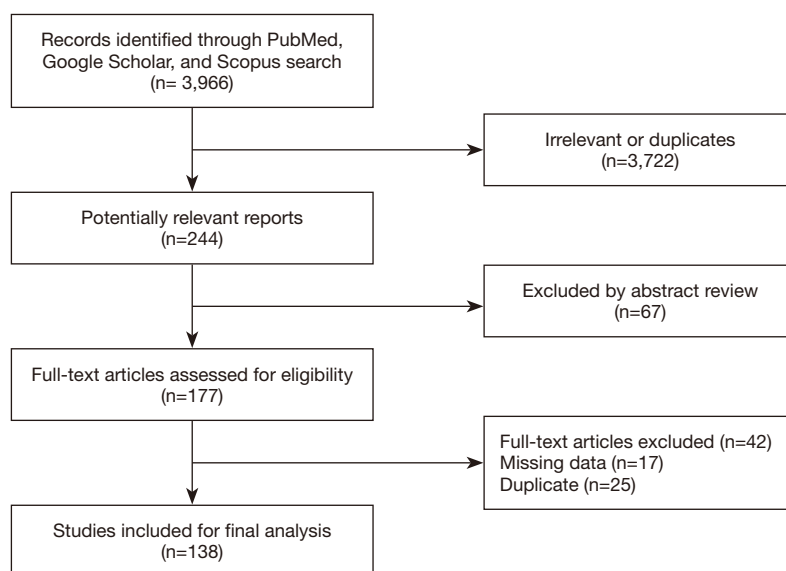 Records identified through PubMed,
Google Scholar, and Scopus search
(n= 3,966)
Irrelevant or duplicates
(n=3,722)
Potentially relevant reports
(n=244)
Excluded by abstract review
(n=67)
Full-text articles assessed for eligibility
(n=177)
Full-text articles excluded (n=42)
Missing data (n=17)
Duplicate (n=25)
Studies included for final analysis
(n=138)